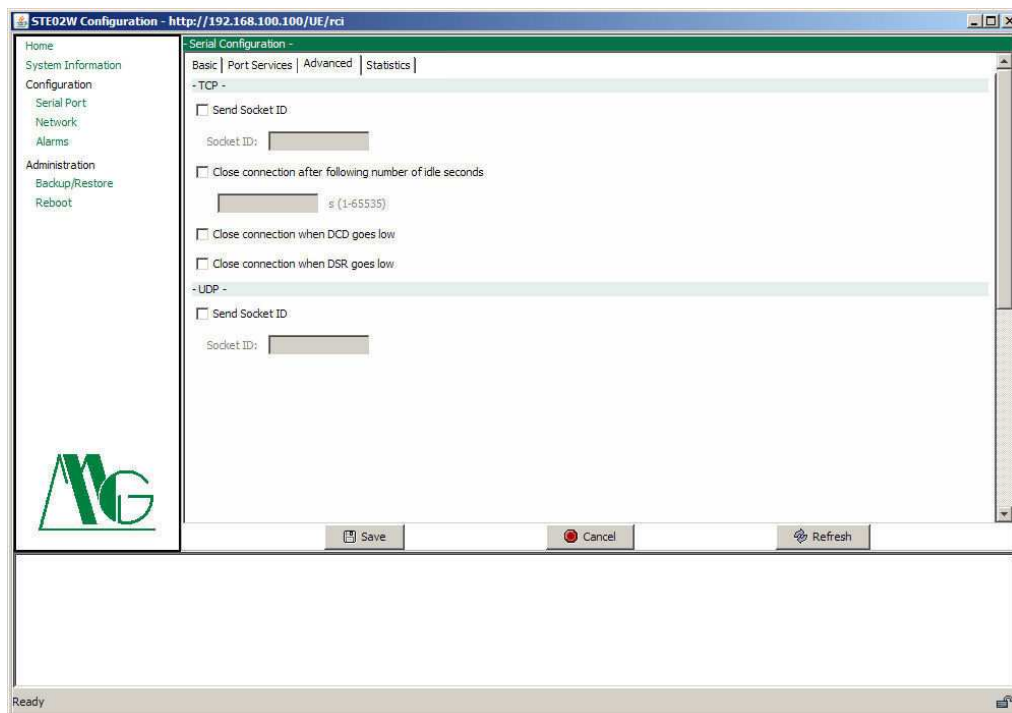 STE02W Configuration - http://192.168.100.100/UE/rci
Home
System Information
Configuration
Serial Port
Network
Alarms
Administration
Backup/Restore
Reboot
MG
- Serial Configuration -
Basic Port Services Advanced Statistics
- TCP -
Send Socket ID
Socket ID:
Close connection after following number of idle seconds
s (1-65535)
Close connection when DCD goes low
Close connection when DSR goes low
- UDP -
Send Socket ID
Socket ID:
Save Cancel Refresh
Ready